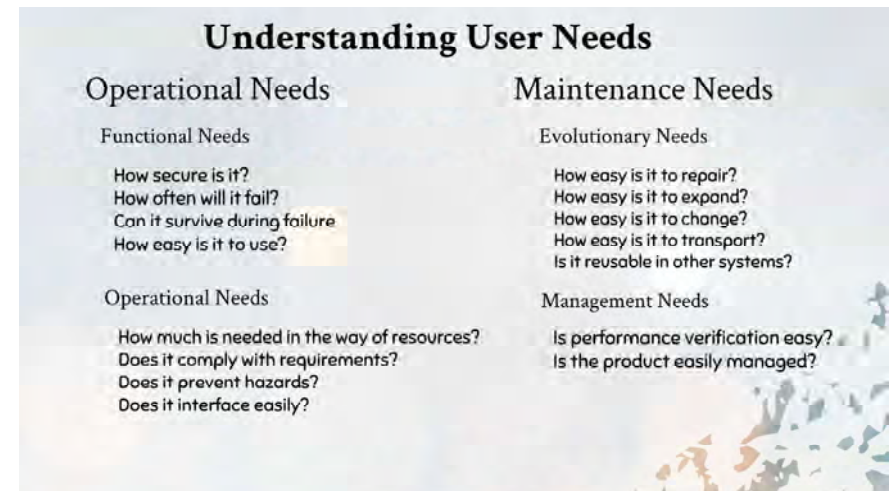 Understanding User Needs
Operational Needs
Functional Needs
How secure is it?
How often will it fail?
Can it survive during failure
How easy is it to use?
Operational Needs
How much is needed in the way of resources?
Does it comply with requirements?
Does it prevent hazards?
Does it interface easily?
Maintenance Needs
Evolutionary Needs
How easy is it to repair?
How easy is it to expand?
How easy is it to change?
How easy is it to transport?
Is it reusable in other systems?
Management Needs
Is performance verification easy?
Is the product easily managed?